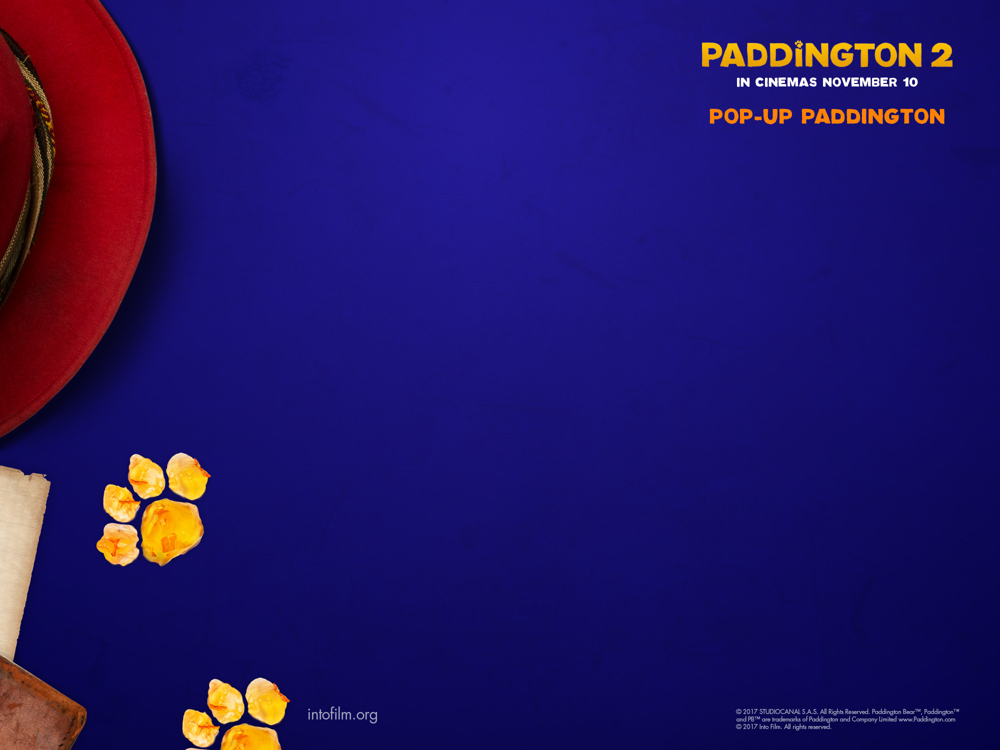 PADDINGTON 2
IN CINEMAS NOVEMBER 10
POP-UP PADDINGTON
intofilm.org
© 2017 STUDIOCANAL S.A.S. All Rights Reserved. Paddington Bear™, Paddington™
and PB™ are trademarks of Paddington and Company Limited www.Paddington.com
© 2017 Into Film. All rights reserved.